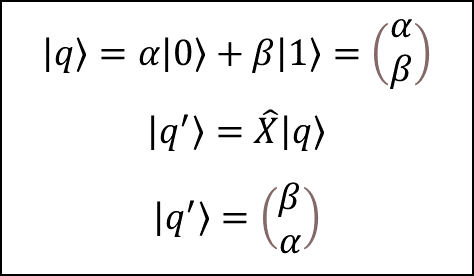 |q⟩ = α|0⟩ + β|1⟩ = (α β)
|q′⟩ = X̂|q⟩
|q′⟩ = (β α)